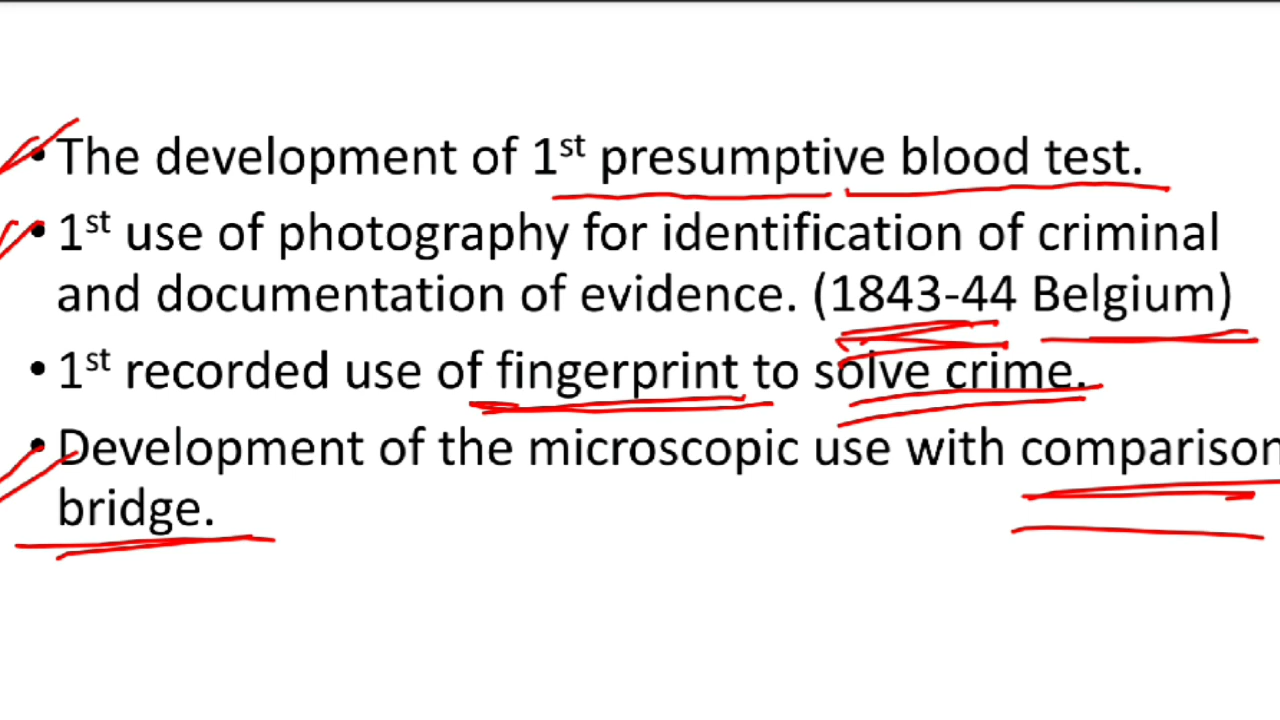 • The development of 1st presumptive blood test.
• 1st use of photography for identification of criminal
and documentation of evidence. (1843-44 Belgium)
• 1st recorded use of fingerprint to solve crime.
• Development of the microscopic use with comparison
bridge.